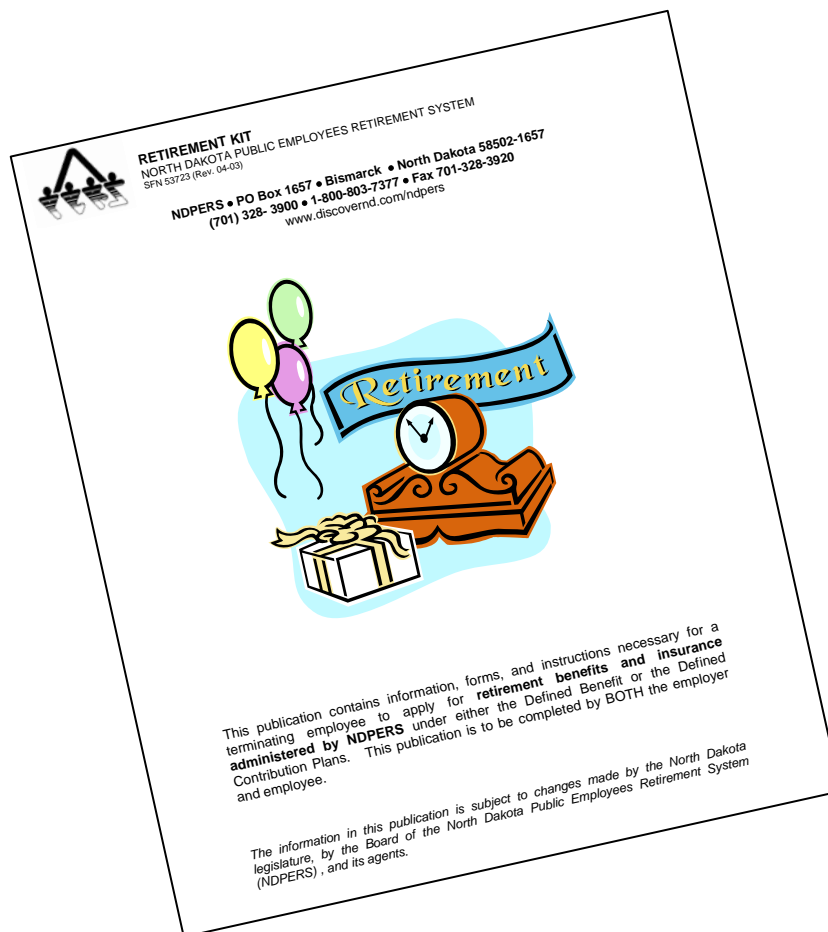 RETIREMENT KIT
NORTH DAKOTA PUBLIC EMPLOYEES RETIREMENT SYSTEM
SFN 53723 (Rev. 04-03)
NDPERS • PO Box 1657 • Bismarck • North Dakota 58502-1657
(701) 328- 3900 • 1-800-803-7377 • Fax 701-328-3920
www.discovernd.com/ndpers
Retirement
This publication contains information, forms, and instructions necessary for a
terminating employee to apply for retirement benefits and insurance
administered by NDPERS under either the Defined Benefit or the Defined
Contribution Plans. This publication is to be completed by BOTH the employer
and employee.
The information in this publication is subject to changes made by the North Dakota
legislature, by the Board of the North Dakota Public Employees Retirement System
(NDPERS) , and its agents.